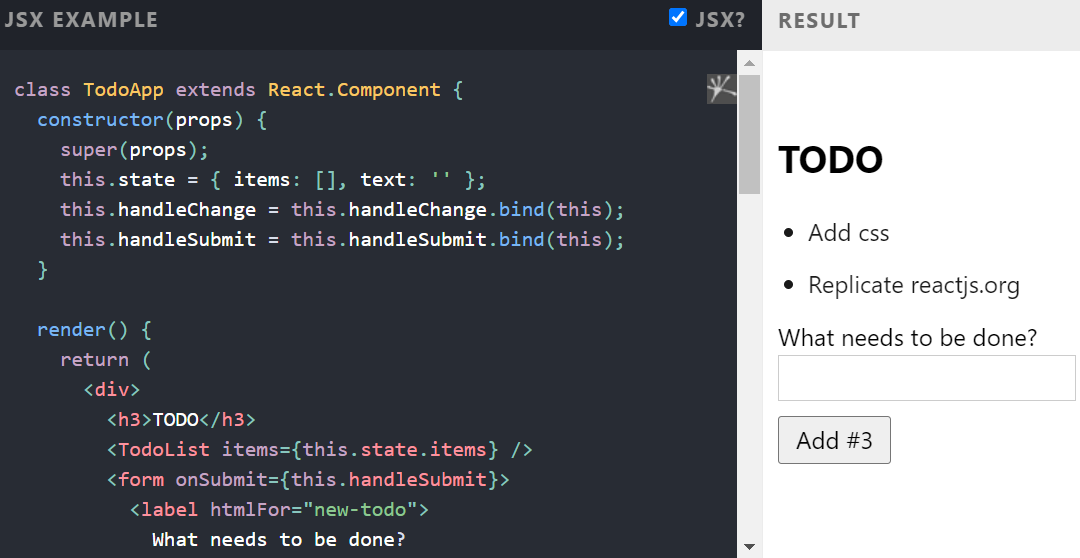 JSX EXAMPLE
JSX?
class TodoApp extends React.Component {
  constructor(props) {
    super(props);
    this.state = { items: [], text: '' };
    this.handleChange = this.handleChange.bind(this);
    this.handleSubmit = this.handleSubmit.bind(this);
  }

  render() {
    return (
      <div>
        <h3>TODO</h3>
        <TodoList items={this.state.items} />
        <form onSubmit={this.handleSubmit}>
          <label htmlFor="new-todo">
            What needs to be done?
RESULT
TODO
Add css
Replicate reactjs.org
What needs to be done?
Add #3